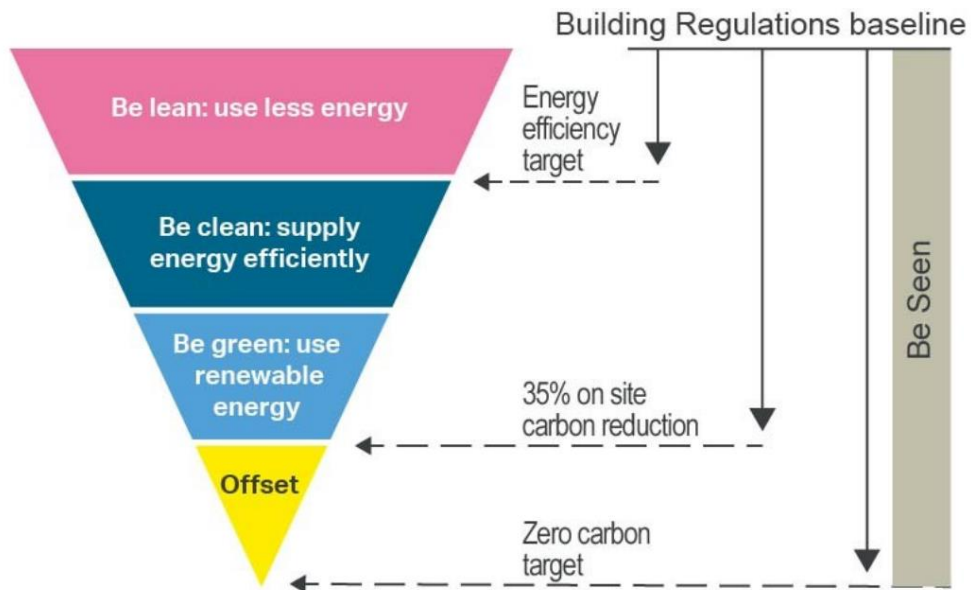 Building Regulations baseline
Be lean: use less energy
Energy
efficiency
target
Be clean: supply
energy efficiently
Be Seen
Be green: use
renewable
energy
35% on site
carbon reduction
Offset
Zero carbon
target